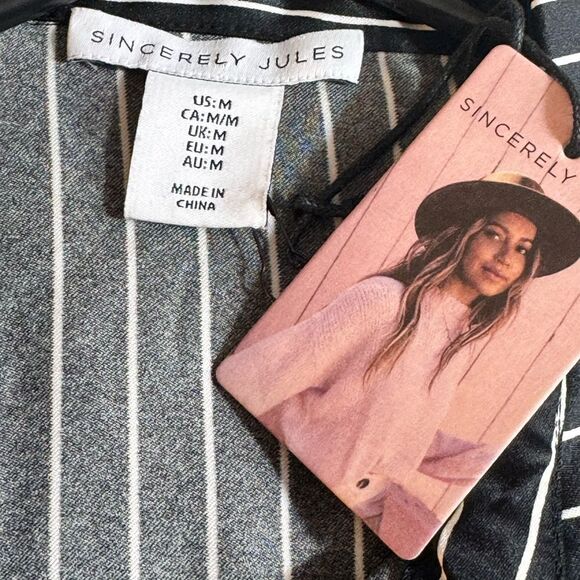 SINCERELY JULES
US: M
CA: M/M
UK: M
EU: M
AU: M
MADE IN
CHINA
SINCERELY